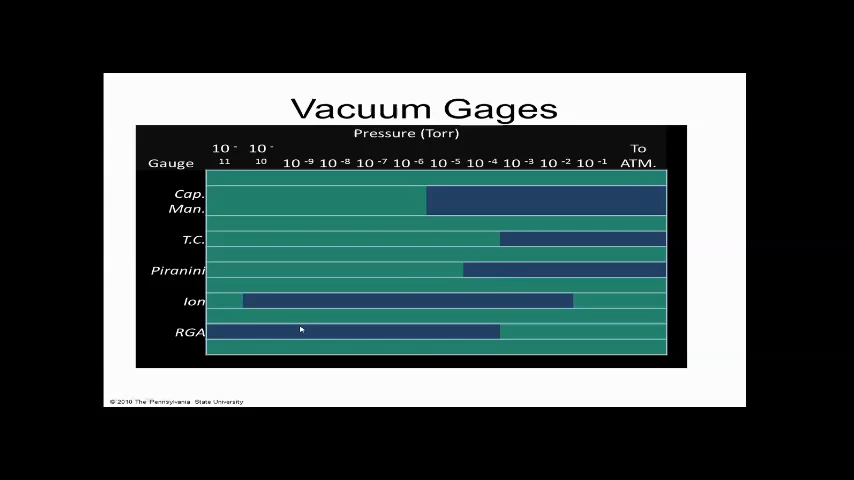 Vacuum Gages
Pressure (Torr)
Gauge 10 -11 10 -10 10 -9 10 -8 10 -7 10 -6 10 -5 10 -4 10 -3 10 -2 10 -1 To ATM.
Cap. Man.
T.C.
Piranini
Ion
RGA
© 2010 The Pennsylvania State University